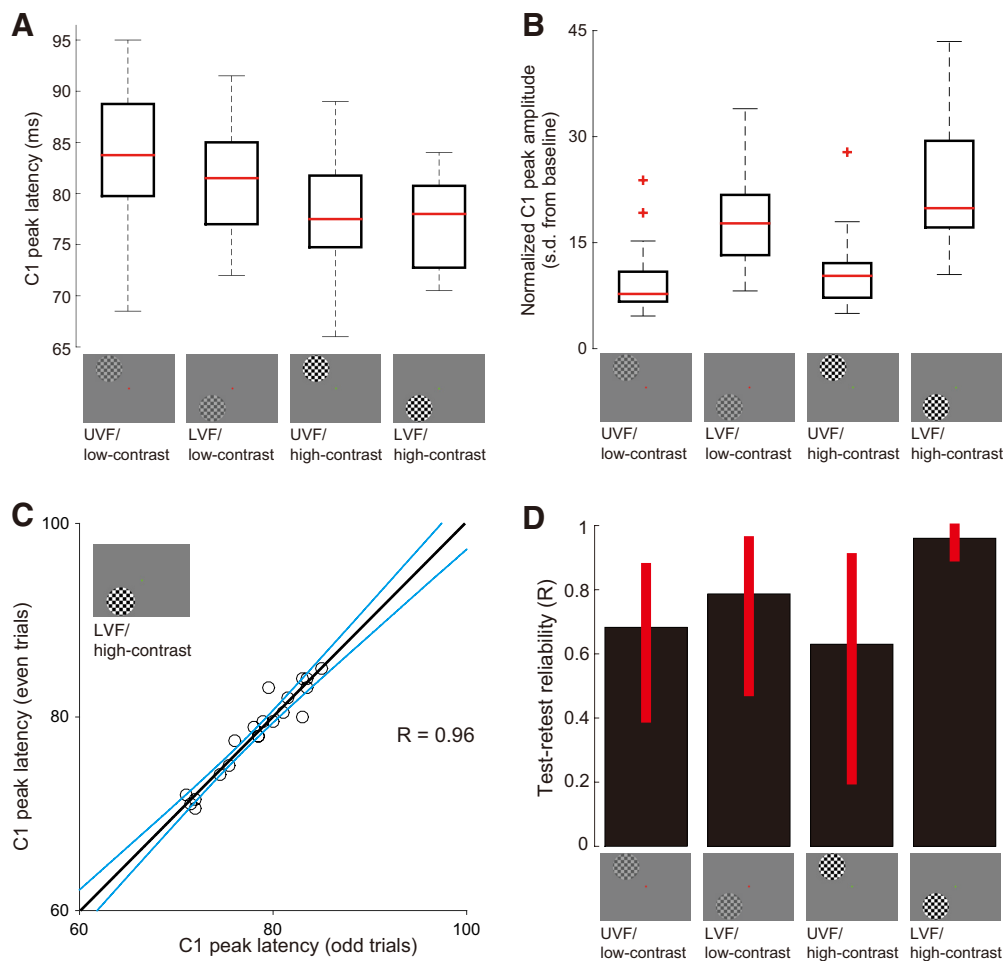 A
C1 peak latency (ms)
95
90
85
80
75
70
65
UVF/
low-contrast
LVF/
low-contrast
UVF/
high-contrast
LVF/
high-contrast
B
Normalized C1 peak amplitude
(s.d. from baseline)
45
30
15
0
UVF/
low-contrast
LVF/
low-contrast
UVF/
high-contrast
LVF/
high-contrast
C
C1 peak latency (even trials)
100
80
60
LVF/
high-contrast
R = 0.96
60
80
100
C1 peak latency (odd trials)
D
Test-retest reliability (R)
1
0.8
0.6
0.4
0.2
0
UVF/
low-contrast
LVF/
low-contrast
UVF/
high-contrast
LVF/
high-contrast